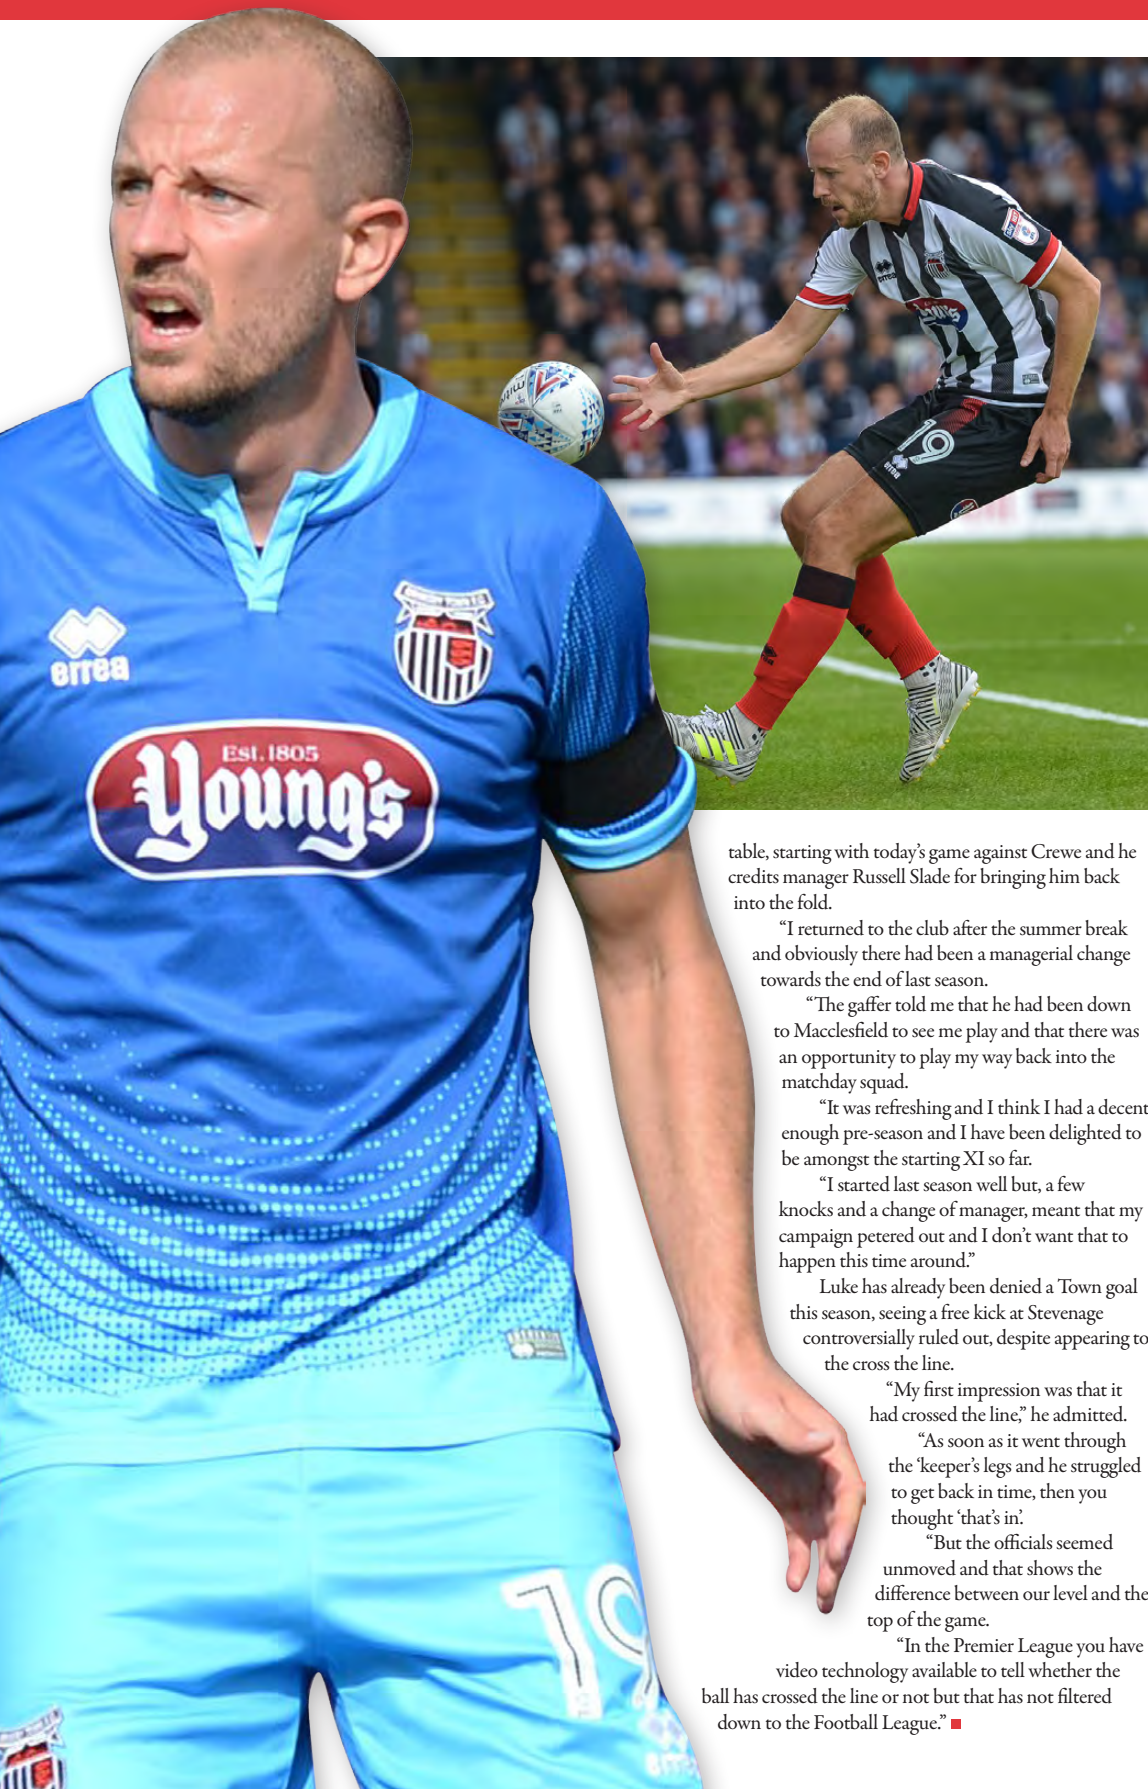 errea
GRIMSBY TOWN F.C.
Est. 1805
Young's
19
errea
errea
Young's
19
errea
errea
table, starting with today’s game against Crewe and he
credits manager Russell Slade for bringing him back
into the fold.
“I returned to the club after the summer break
and obviously there had been a managerial change
towards the end of last season.
“The gaffer told me that he had been down
to Macclesfield to see me play and that there was
an opportunity to play my way back into the
matchday squad.
“It was refreshing and I think I had a decent
enough pre-season and I have been delighted to
be amongst the starting XI so far.
“I started last season well but, a few
knocks and a change of manager, meant that my
campaign petered out and I don’t want that to
happen this time around.”
Luke has already been denied a Town goal
this season, seeing a free kick at Stevenage
controversially ruled out, despite appearing to
the cross the line.
“My first impression was that it
had crossed the line,” he admitted.
“As soon as it went through
the ‘keeper’s legs and he struggled
to get back in time, then you
thought ‘that’s in’.
“But the officials seemed
unmoved and that shows the
difference between our level and the
top of the game.
“In the Premier League you have
video technology available to tell whether the
ball has crossed the line or not but that has not filtered
down to the Football League.”